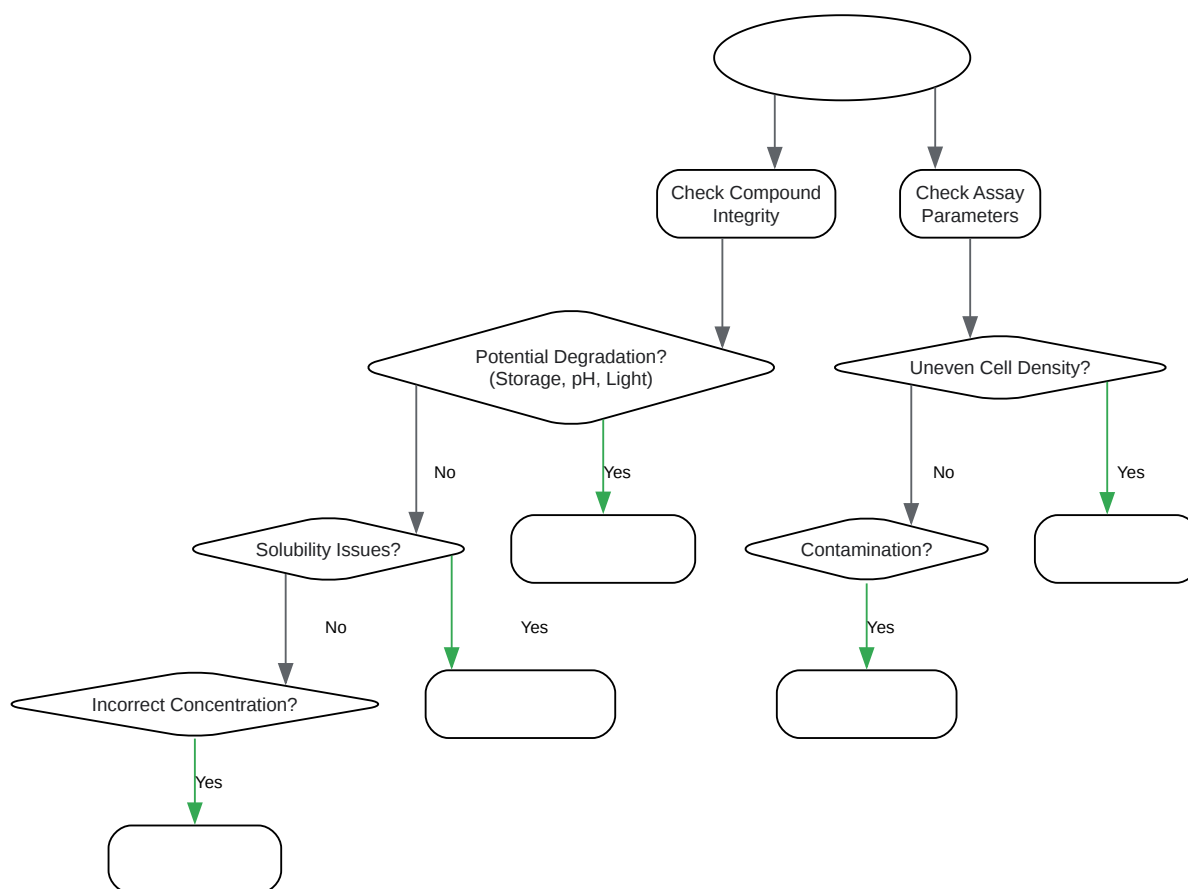 Check Compound
Integrity
Check Assay
Parameters
Potential Degradation?
(Storage, pH, Light)
Uneven Cell Density?
No
Yes
No
Yes
Solubility Issues?
Contamination?
No
Yes
Yes
Incorrect Concentration?
Yes